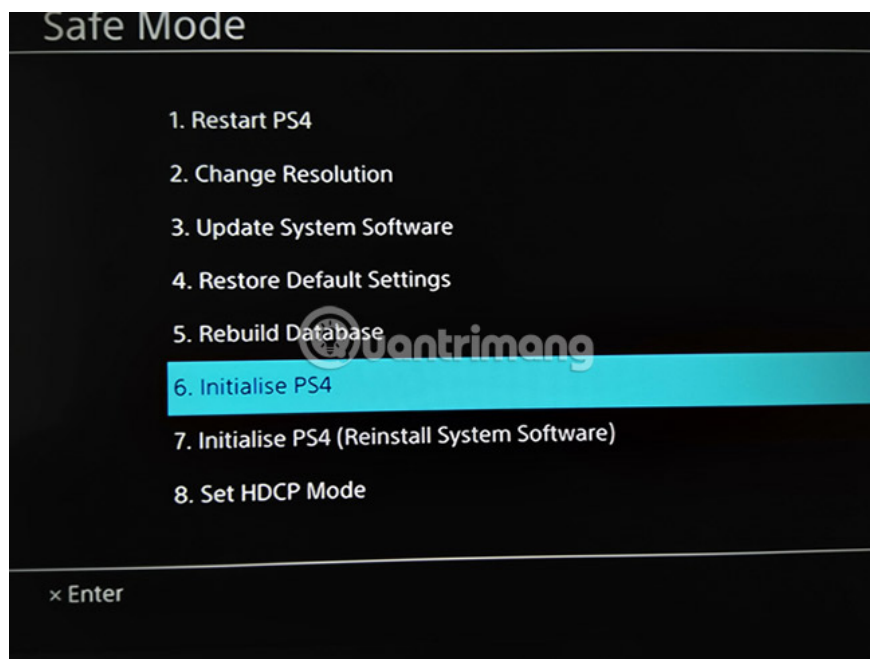 Safe Mode
1. Restart PS4
2. Change Resolution
3. Update System Software
4. Restore Default Settings
5. Rebuild Database
Quantrimang
6. Initialise PS4
7. Initialise PS4 (Reinstall System Software)
8. Set HDCP Mode
× Enter